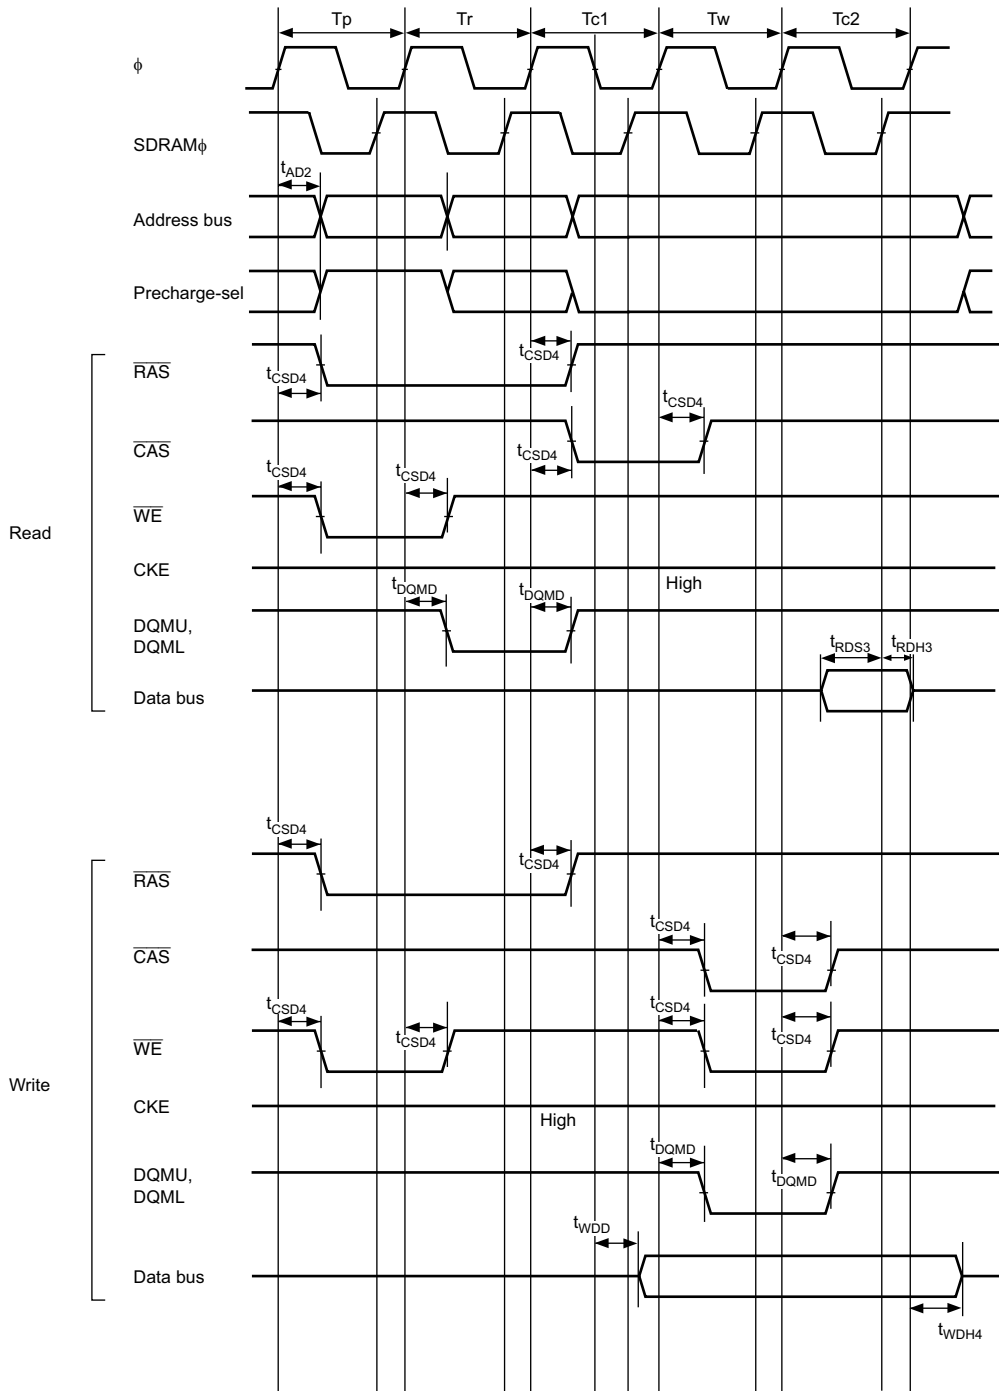 Tp Tr Tc1 Tw Tc2
ϕ
SDRAMϕ
tAD2
Address bus
Precharge-sel
Read
RAS
tCSD4 tCSD4
CAS
tCSD4 tCSD4
WE
tCSD4 tCSD4
CKE
High
DQMU,
DQML
tDQMD tDQMD
Data bus
tRDS3 tRDH3
Write
RAS
tCSD4 tCSD4
CAS
tCSD4 tCSD4
WE
tCSD4 tCSD4 tCSD4 tCSD4
CKE
High
DQMU,
DQML
tDQMD tDQMD
Data bus
tWDD
tWDH4